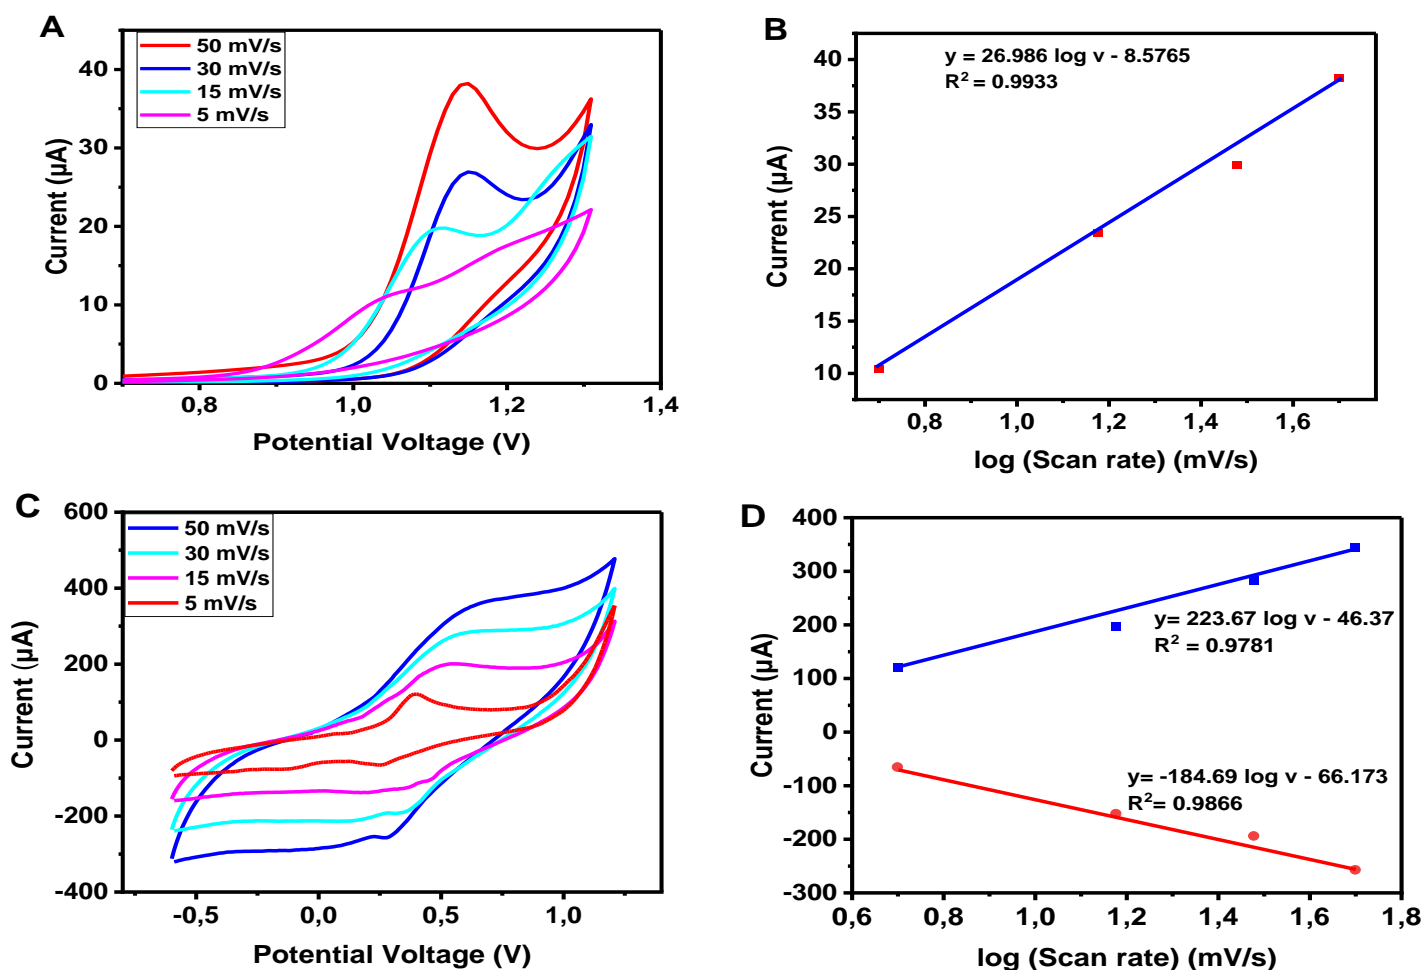 A
50 mV/s
30 mV/s
15 mV/s
5 mV/s
40
30
20
10
0
Current (µA)
0,8
1,0
1,2
1,4
Potential Voltage (V)
B
y = 26.986 log v - 8.5765
R² = 0.9933
40
35
30
25
20
15
10
Current (µA)
0,8
1,0
1,2
1,4
1,6
log (Scan rate) (mV/s)
C
50 mV/s
30 mV/s
15 mV/s
5 mV/s
600
400
200
0
-200
-400
Current (µA)
-0,5
0,0
0,5
1,0
Potential Voltage (V)
D
400
300
200
100
0
-100
-200
-300
Current (µA)
y= 223.67 log v - 46.37
R² = 0.9781
y= -184.69 log v - 66.173
R²= 0.9866
0,6
0,8
1,0
1,2
1,4
1,6
1,8
log (Scan rate) (mV/s)